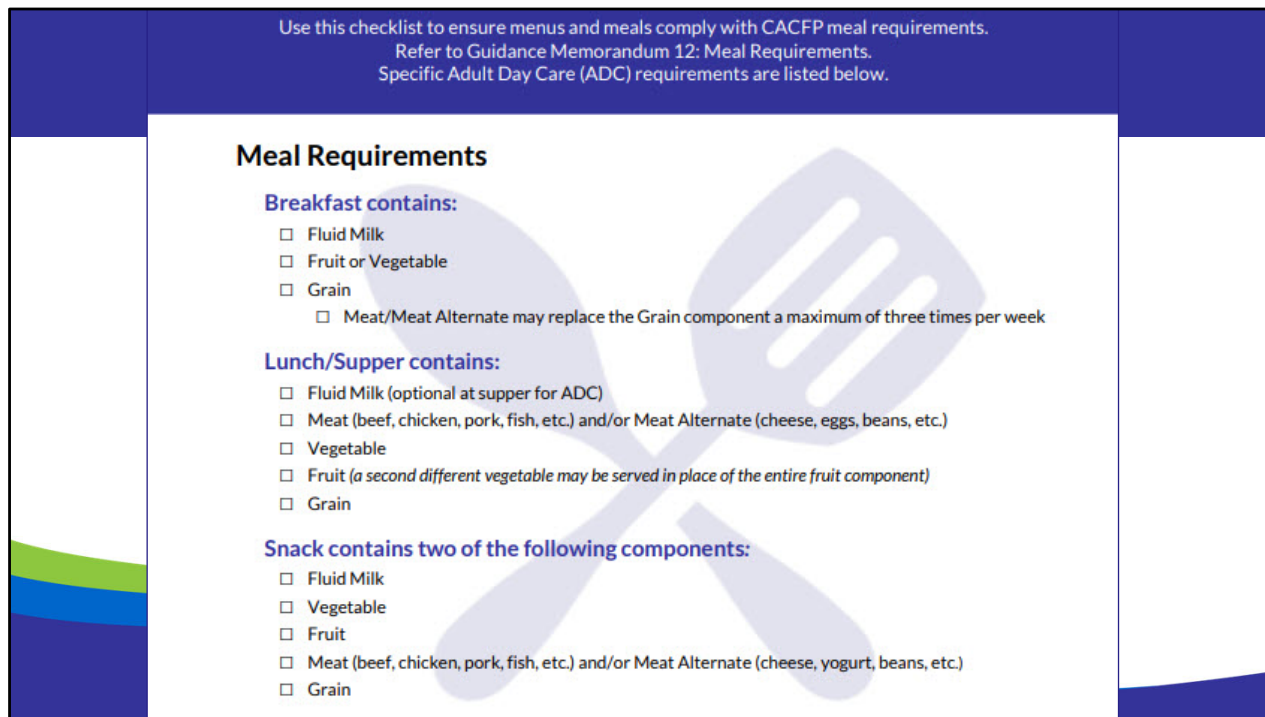 Use this checklist to ensure menus and meals comply with CACFP meal requirements.
Refer to Guidance Memorandum 12: Meal Requirements.
Specific Adult Day Care (ADC) requirements are listed below.
Meal Requirements
Breakfast contains:
☐ Fluid Milk
☐ Fruit or Vegetable
☐ Grain
☐ Meat/Meat Alternate may replace the Grain component a maximum of three times per week
Lunch/Supper contains:
☐ Fluid Milk (optional at supper for ADC)
☐ Meat (beef, chicken, pork, fish, etc.) and/or Meat Alternate (cheese, eggs, beans, etc.)
☐ Vegetable
☐ Fruit (a second different vegetable may be served in place of the entire fruit component)
☐ Grain
Snack contains two of the following components:
☐ Fluid Milk
☐ Vegetable
☐ Fruit
☐ Meat (beef, chicken, pork, fish, etc.) and/or Meat Alternate (cheese, yogurt, beans, etc.)
☐ Grain